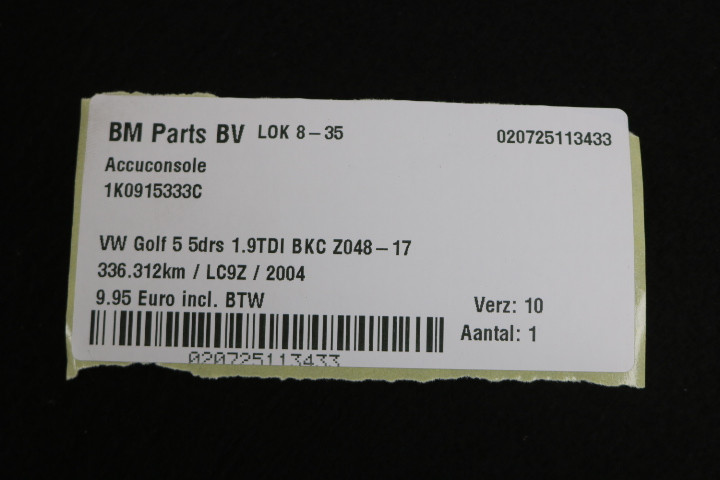 BM Parts BV LOK 8-35 020725113433
Accuconsole
1K0915333C
VW Golf 5 5drs 1.9TDI BKC Z048-17
336.312km / LC9Z / 2004
9.95 Euro incl. BTW Verz: 10
Aantal: 1
020725113433